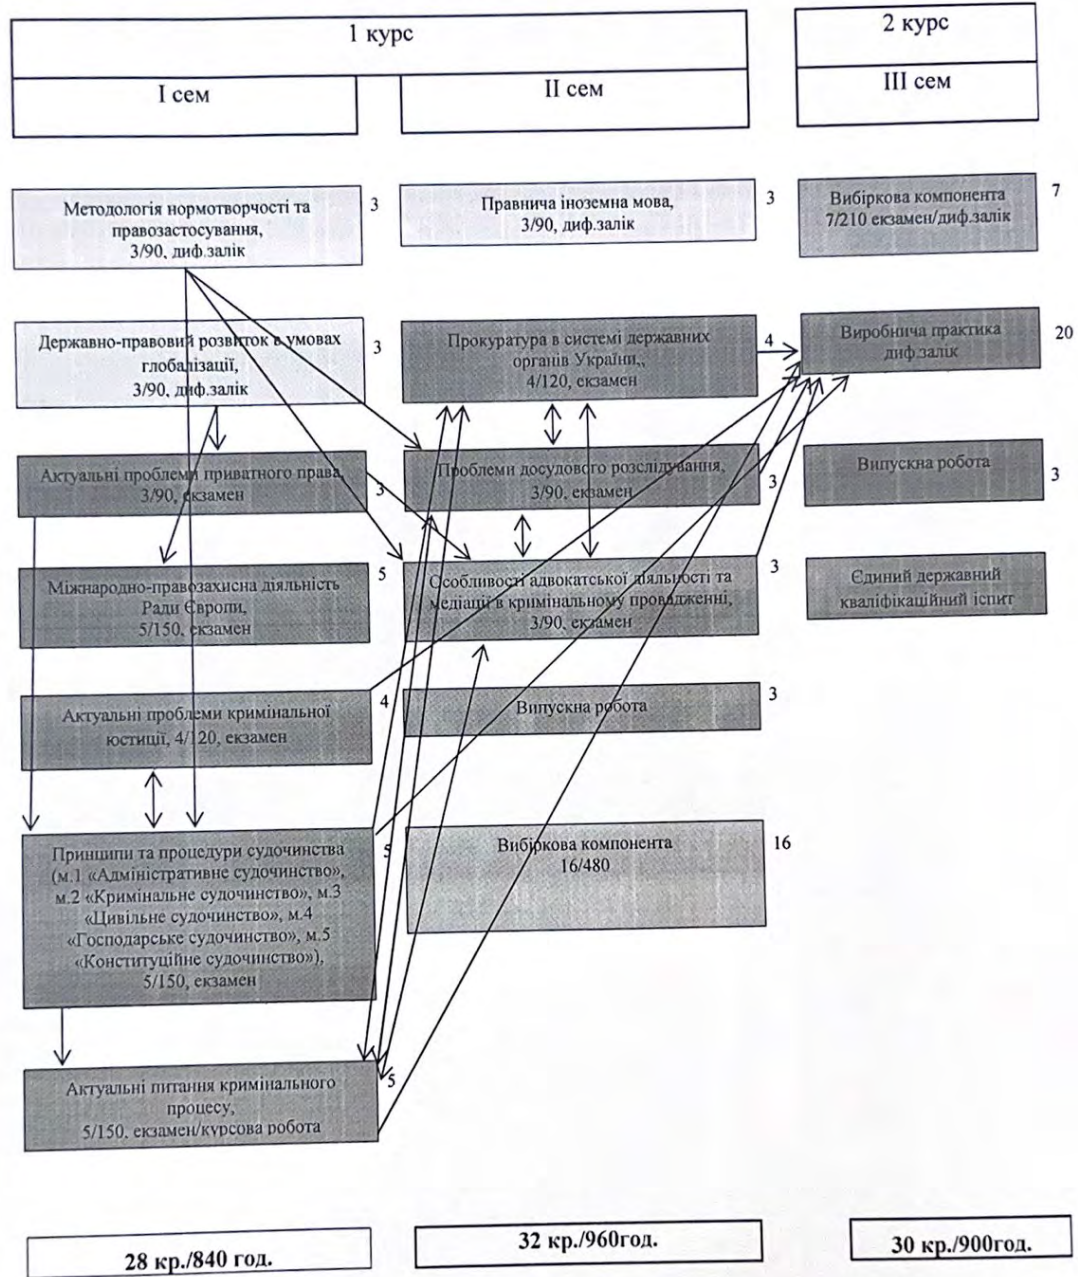 1 курс
2 курс
І сем
ІІ сем
ІІІ сем
Методологія нормотворчості та
правозастосування,
3/90, диф.залік
3
Правнича іноземна мова,
3/90, диф.залік
3
Вибіркова компонента
7/210 екзамен/диф.залік
7
Державно-правовий розвиток в умовах
глобалізації,
3/90, диф.залік
3
Прокуратура в системі державних
органів України,,
4/120, екзамен
4
Виробнича практика
диф.залік
20
Актуальні проблеми приватного права,
3/90, екзамен
3
Проблеми досудового розслідування,
3/90, екзамен
3
Випускна робота
3
Міжнародно-правозахисна діяльність
Ради Європи,
5/150, екзамен
5
Особливості адвокатської діяльності та
медіації в кримінальному провадженні,
3/90, екзамен
3
Єдиний державний
кваліфікаційний іспит
Актуальні проблеми кримінальної
юстиції, 4/120, екзамен
4
Випускна робота
3
Принципи та процедури судочинства
(м.1 «Адміністративне судочинство»,
м.2 «Кримінальне судочинство», м.3
«Цивільне судочинство», м.4
«Господарське судочинство», м.5
«Конституційне судочинство»),
5/150, екзамен
5
Вибіркова компонента
16/480
16
Актуальні питання кримінального
процесу,
5/150, екзамен/курсова робота
5
28 кр./840 год.
32 кр./960год.
30 кр./900год.